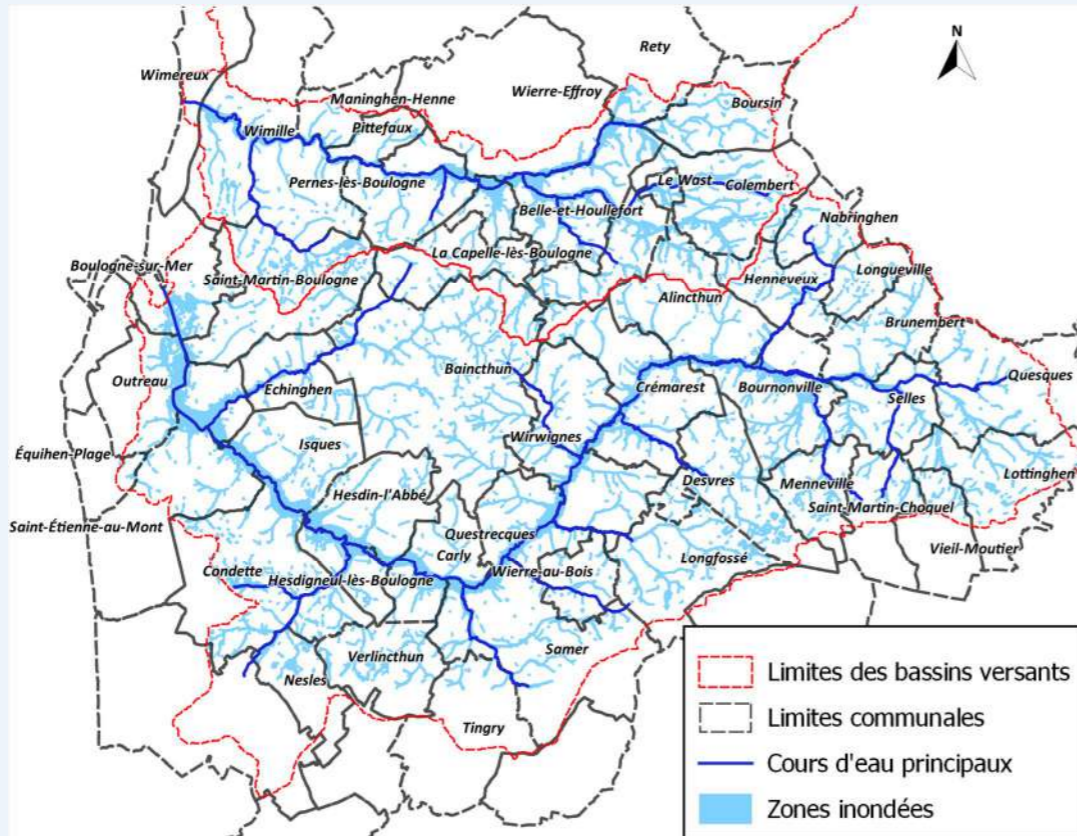 N
Rety
Wimereux
Maninghen-Henne
Wierre-Effroy
Boursin
Wimille
Pittefaux
Pernes-lès-Boulogne
Le Wast
Colembert
Belle-et-Houllefort
Nabringhen
La Capelle-lès-Boulogne
Boulogne-sur-Mer
Saint-Martin-Boulogne
Henneveux
Longueville
Alincthun
Brunembert
Baincthun
Outreau
Echinghen
Crémarest
Bournonville
Selles
Quesques
Isques
Wirwignes
Équihen-Plage
Hesdin-l'Abbé
Desvres
Menneville
Lottinghen
Saint-Martin-Choquel
Saint-Étienne-au-Mont
Questrecques
Carly
Longfossé
Vieil-Moutier
Condette
Hesdigneul-lès-Boulogne
Wierre-au-Bois
Verlincthun
Samer
Nesles
Tingry
Limites des bassins versants
Limites communales
Cours d'eau principaux
Zones inondées